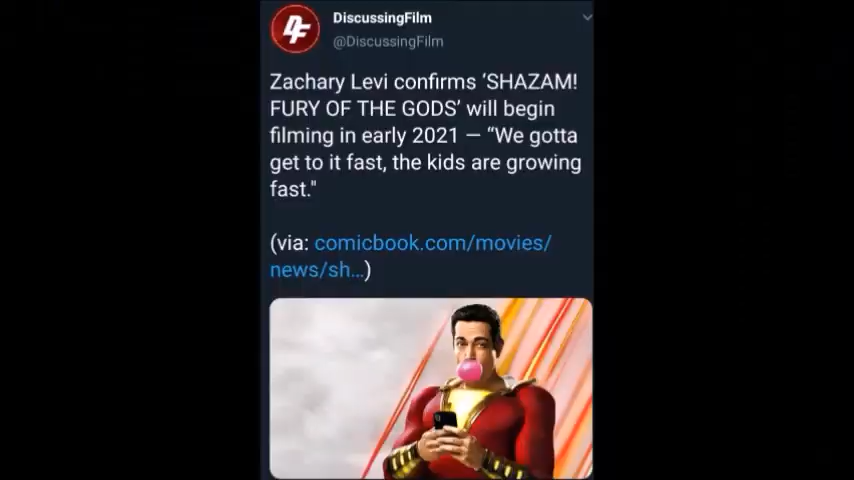 DiscussingFilm
@DiscussingFilm
Zachary Levi confirms ‘SHAZAM!
FURY OF THE GODS’ will begin
filming in early 2021 — “We gotta
get to it fast, the kids are growing
fast."
(via: comicbook.com/movies/
news/sh...)